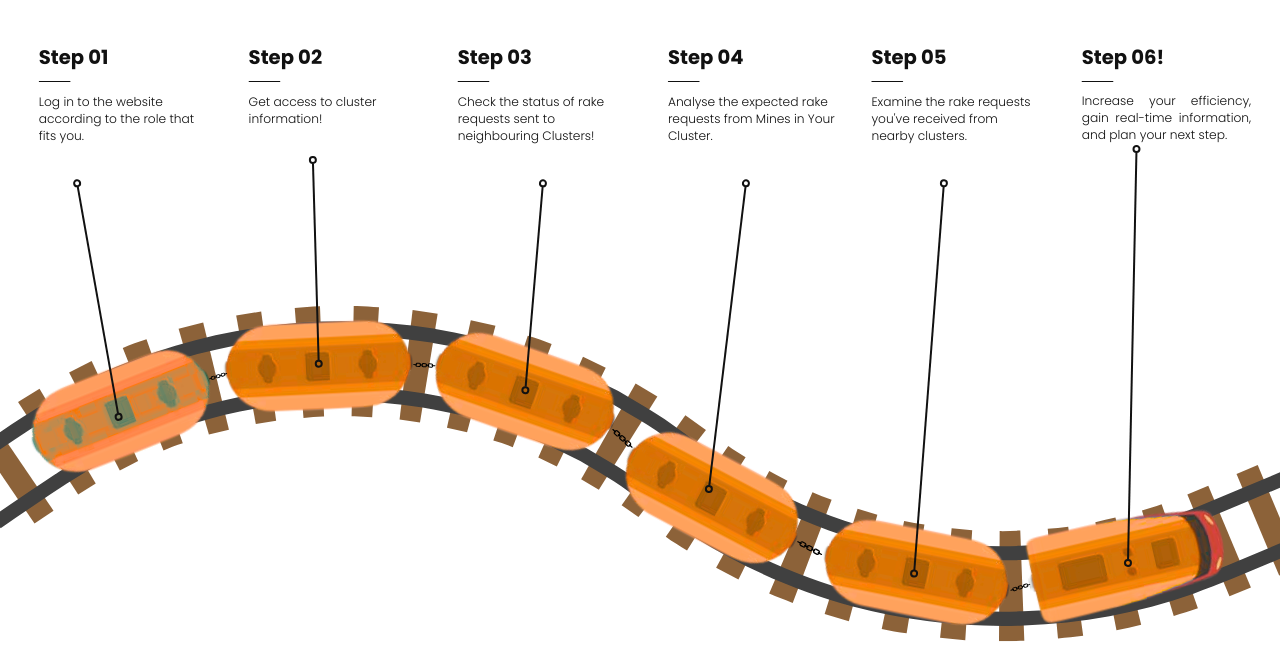 Step 01
Log in to the website
according to the role that
fits you.
Step 02
Get access to cluster
information!
Step 03
Check the status of rake
requests sent to
neighbouring Clusters!
Step 04
Analyse the expected rake
requests from Mines in Your
Cluster.
Step 05
Examine the rake requests
you've received from
nearby clusters.
Step 06!
Increase your efficiency,
gain real-time information,
and plan your next step.